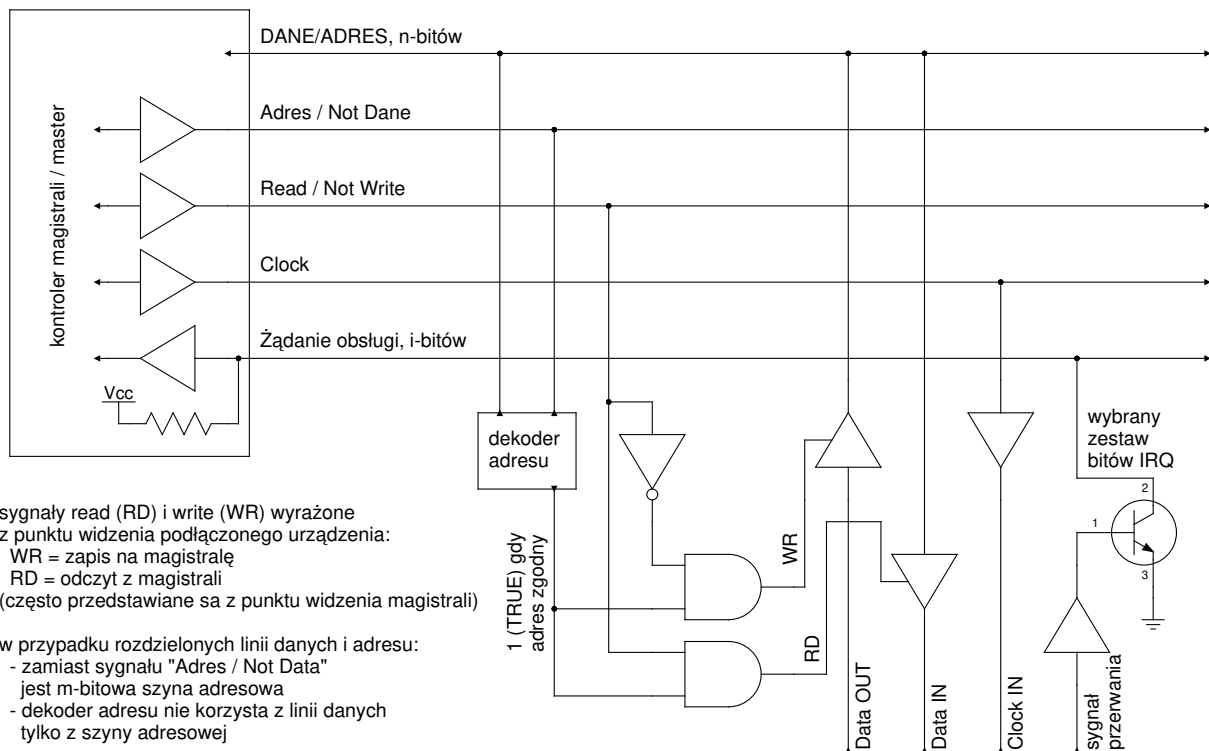 DANE/ADRES, n-bitów
Adres / Not Dane
Read / Not Write
Clock
Żądanie obsługi, i-bitów
kontroler magistrali / master
Vcc
dekoder
adresu
wybrany
zestaw
bitów IRQ
2
1
3
WR
RD
1 (TRUE) gdy
adres zgodny
Data OUT
Data IN
Clock IN
sygnał
przerwania
sygnały read (RD) i write (WR) wyrażone
z punktu widzenia podłączonego urządzenia:
WR = zapis na magistralę
RD = odczyt z magistrali
(często przedstawiane sa z punktu widzenia magistrali)
w przypadku rozdzielonych linii danych i adresu:
- zamiast sygnału "Adres / Not Data"
jest m-bitowa szyna adresowa
- dekoder adresu nie korzysta z linii danych
tylko z szyny adresowej